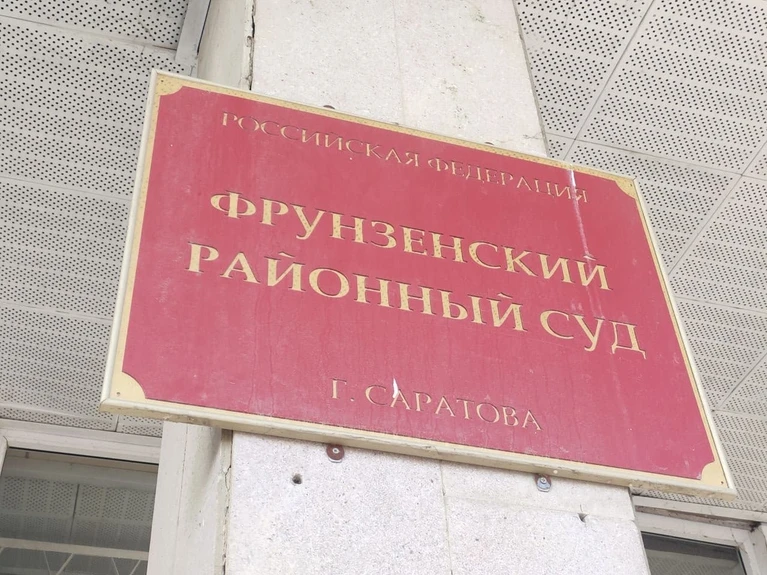 РОССИЙСКАЯ ФЕДЕРАЦИЯ
ФРУНЗЕНСКИЙ
РАЙОННЫЙ СУД
Г. САРАТОВА